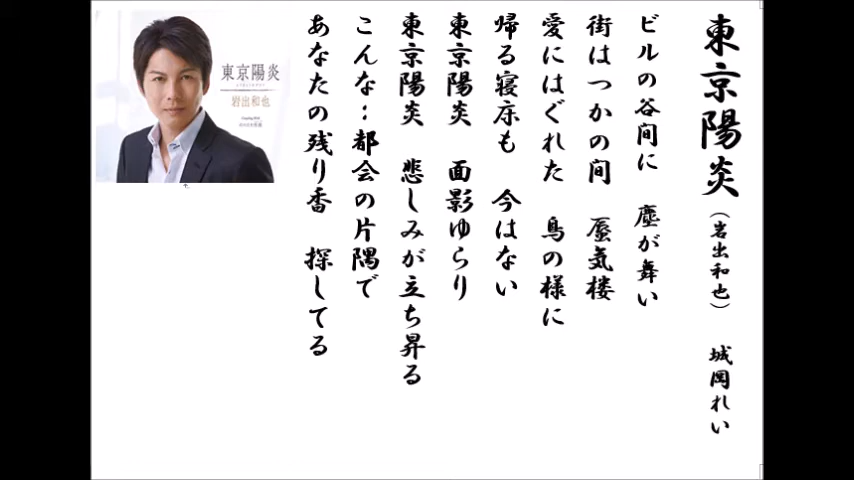 東京陽炎（岩出和也） 城岡れい
ビルの谷間に 塵が舞い
街はつかの間 蜃気楼
愛にはぐれた 鳥の様に
帰る寝床も 今はない
東京陽炎 面影ゆらり
東京陽炎 悲しみが立ち昇る
こんな：都会の片隅で
あなたの残り香 探してる
東京陽炎
岩出和也